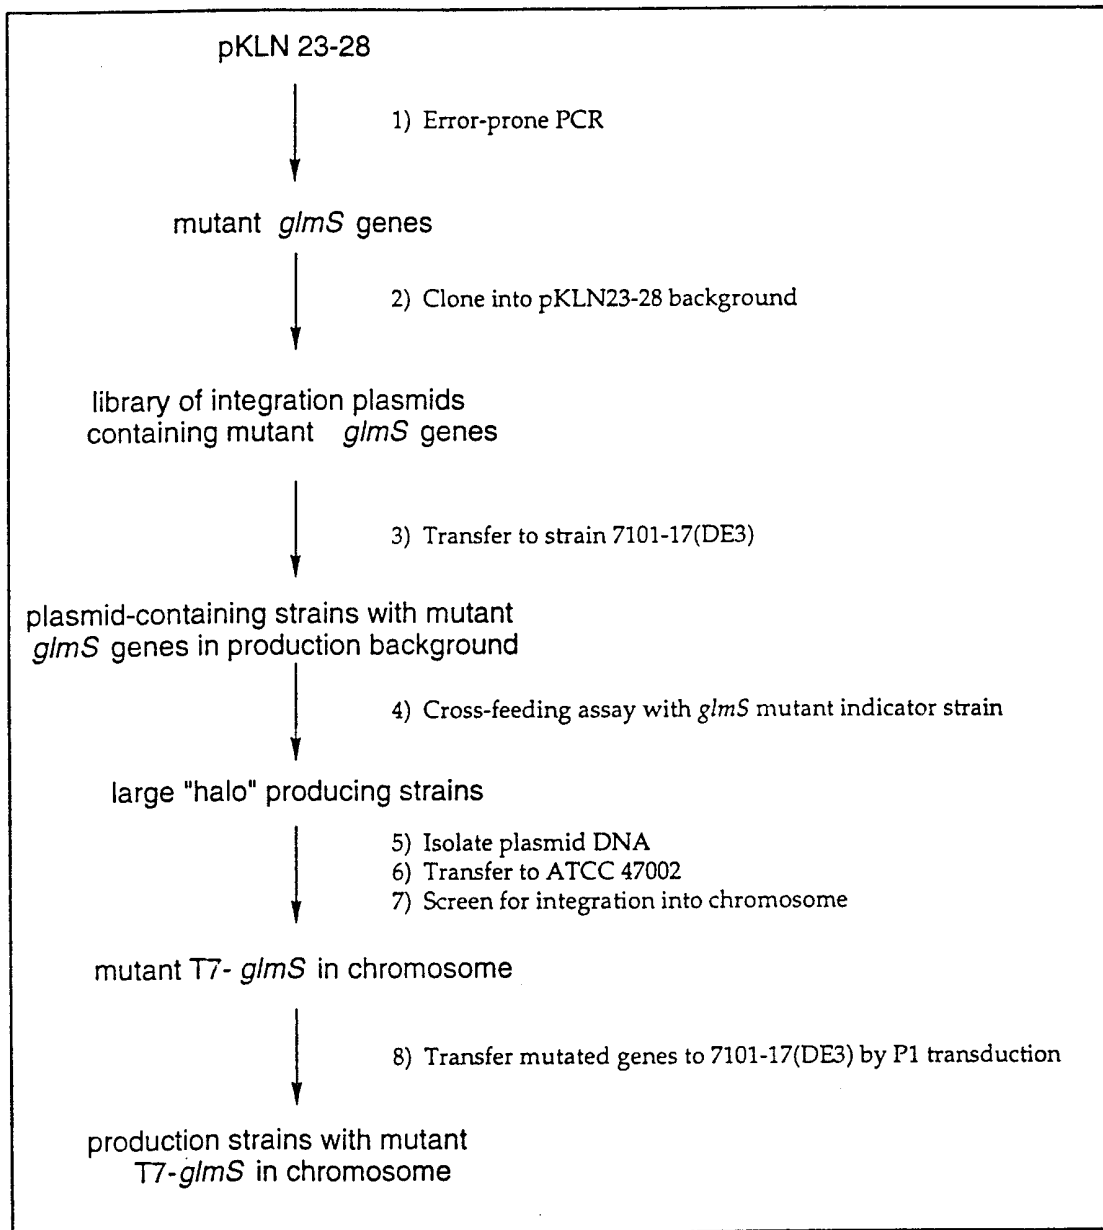 pKLN 23-28
1) Error-prone PCR
mutant glmS genes
2) Clone into pKLN23-28 background
library of integration plasmids
containing mutant glmS genes
3) Transfer to strain 7101-17(DE3)
plasmid-containing strains with mutant
glmS genes in production background
4) Cross-feeding assay with glmS mutant indicator strain
large "halo" producing strains
5) Isolate plasmid DNA
6) Transfer to ATCC 47002
7) Screen for integration into chromosome
mutant T7- glmS in chromosome
8) Transfer mutated genes to 7101-17(DE3) by P1 transduction
production strains with mutant
T7-glmS in chromosome